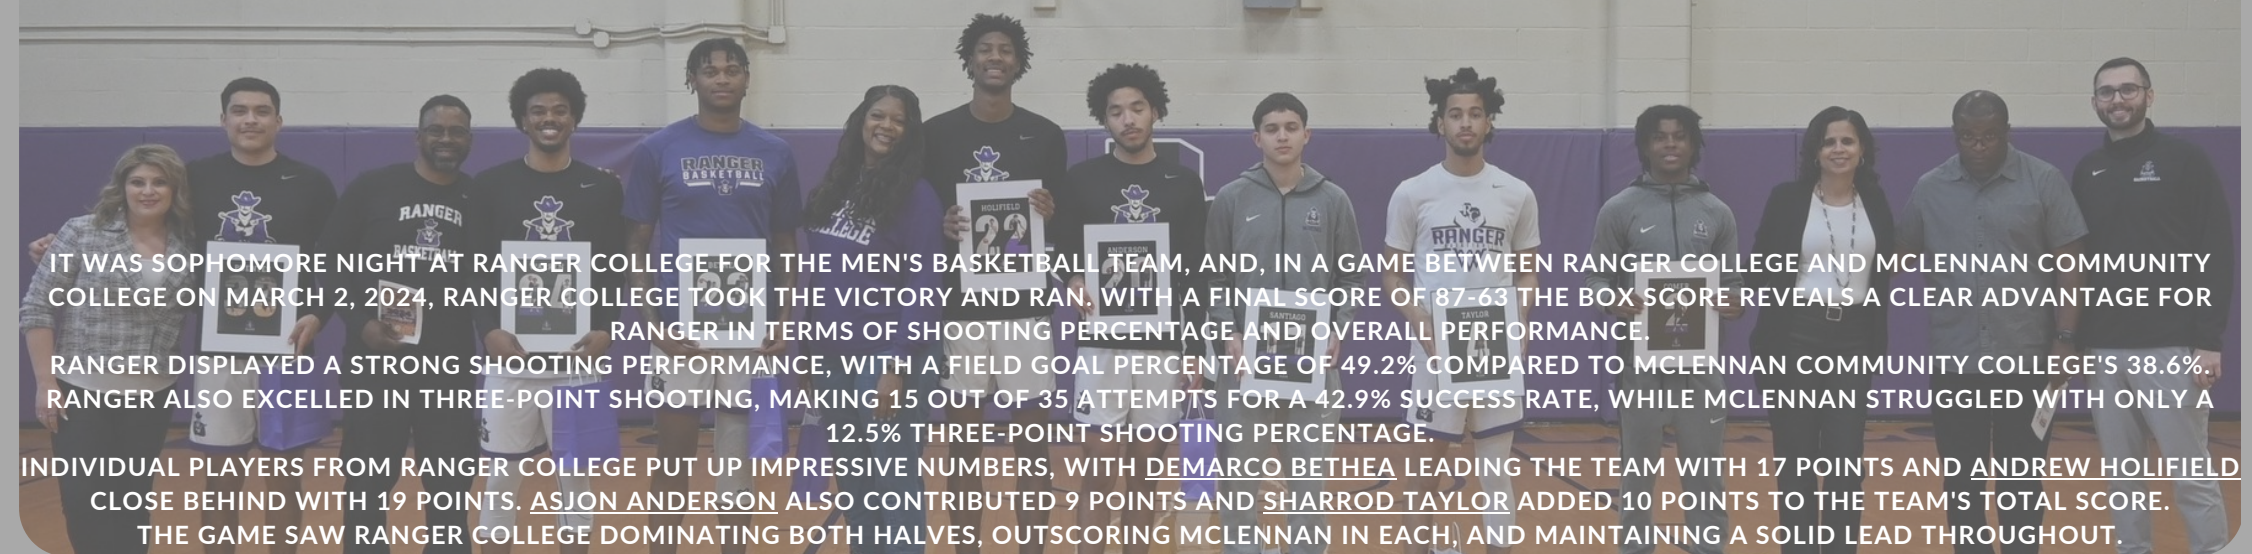 RANGER
BASKETBALL
RANGER
BASKETBALL
COLLEGE
HOLIFIELD
22
ANDERSON
RANGER
SANTIAGO
TAYLOR
IT WAS SOPHOMORE NIGHT AT RANGER COLLEGE FOR THE MEN'S BASKETBALL TEAM, AND, IN A GAME BETWEEN RANGER COLLEGE AND MCLENNAN COMMUNITY
COLLEGE ON MARCH 2, 2024, RANGER COLLEGE TOOK THE VICTORY AND RAN. WITH A FINAL SCORE OF 87-63 THE BOX SCORE REVEALS A CLEAR ADVANTAGE FOR
RANGER IN TERMS OF SHOOTING PERCENTAGE AND OVERALL PERFORMANCE.
RANGER DISPLAYED A STRONG SHOOTING PERFORMANCE, WITH A FIELD GOAL PERCENTAGE OF 49.2% COMPARED TO MCLENNAN COMMUNITY COLLEGE'S 38.6%.
RANGER ALSO EXCELLED IN THREE-POINT SHOOTING, MAKING 15 OUT OF 35 ATTEMPTS FOR A 42.9% SUCCESS RATE, WHILE MCLENNAN STRUGGLED WITH ONLY A
12.5% THREE-POINT SHOOTING PERCENTAGE.
INDIVIDUAL PLAYERS FROM RANGER COLLEGE PUT UP IMPRESSIVE NUMBERS, WITH DEMARCO BETHEA LEADING THE TEAM WITH 17 POINTS AND ANDREW HOLIFIELD
CLOSE BEHIND WITH 19 POINTS. ASJON ANDERSON ALSO CONTRIBUTED 9 POINTS AND SHARROD TAYLOR ADDED 10 POINTS TO THE TEAM'S TOTAL SCORE.
THE GAME SAW RANGER COLLEGE DOMINATING BOTH HALVES, OUTSCORING MCLENNAN IN EACH, AND MAINTAINING A SOLID LEAD THROUGHOUT.